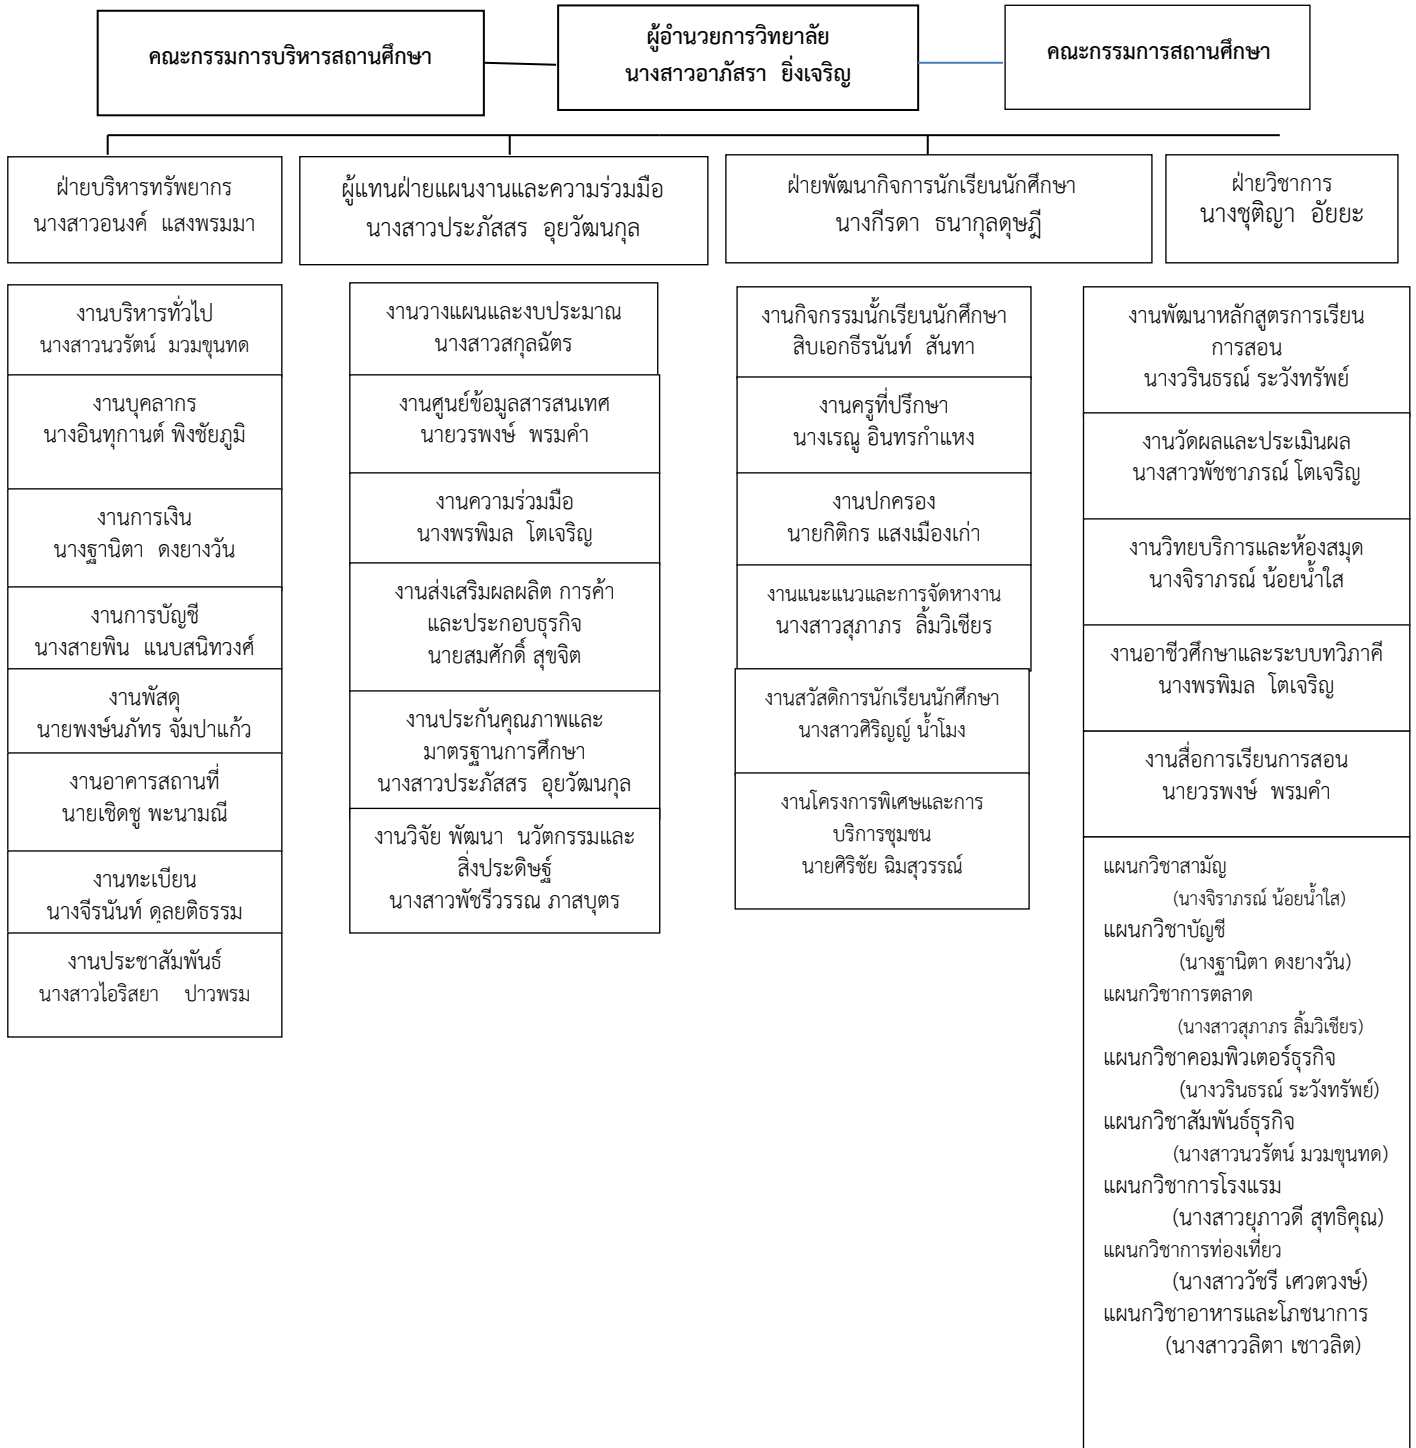 คณะกรรมการบริหารสถานศึกษา
ผู้อำนวยการวิทยาลัย
นางสาวอาภัสรา ยิ่งเจริญ
คณะกรรมการสถานศึกษา
ฝ่ายบริหารทรัพยากร
นางสาวอนงค์ แสงพรมมา
ผู้แทนฝ่ายแผนงานและความร่วมมือ
นางสาวประภัสสร อุยวัฒนกุล
ฝ่ายพัฒนากิจการนักเรียนนักศึกษา
นางกีรดา ธนากุลดุษฎี
ฝ่ายวิชาการ
นางชุติญา อัยยะ
งานบริหารทั่วไป
นางสาวนวรัตน์ มวมขุนทด
งานบุคลากร
นางอินทุกานต์ พิงชัยภูมิ
งานการเงิน
นางฐานิตา ดงยางวัน
งานการบัญชี
นางสายพิน แนบสนิทวงศ์
งานพัสดุ
นายพงษ์นภัทร จัมปาแก้ว
งานอาคารสถานที่
นายเชิดชู พะนามณี
งานทะเบียน
นางจีรนันท์ ดุลยติธรรม
งานประชาสัมพันธ์
นางสาวไอริสยา ปาวพรม
งานวางแผนและงบประมาณ
นางสาวสกุลฉัตร
งานศูนย์ข้อมูลสารสนเทศ
นายวรพงษ์ พรมคำ
งานความร่วมมือ
นางพรพิมล โตเจริญ
งานส่งเสริมผลผลิต การค้า
และประกอบธุรกิจ
นายสมศักดิ์ สุขจิต
งานประกันคุณภาพและ
มาตรฐานการศึกษา
นางสาวประภัสสร อุยวัฒนกุล
งานวิจัย พัฒนา นวัตกรรมและ
สิ่งประดิษฐ์
นางสาวพัชรีวรรณ ภาสบุตร
งานกิจกรรมนั้กเรียนนักศึกษา
สิบเอกธีรนันท์ สันทา
งานครูที่ปรึกษา
นางเรณู อินทรกำแหง
งานปกครอง
นายกิติกร แสงเมืองเก่า
งานแนะแนวและการจัดหางาน
นางสาวสุภาภร ลิ้มวิเชียร
งานสวัสดิการนักเรียนนักศึกษา
นางสาวศิริญญ์ น้ำโมง
งานโครงการพิเศษและการ
บริการชุมชน
นายศิริชัย ฉิมสุวรรณ์
งานพัฒนาหลักสูตรการเรียน
การสอน
นางวรินธรณ์ ระวังทรัพย์
งานวัดผลและประเมินผล
นางสาวพัชชาภรณ์ โตเจริญ
งานวิทยบริการและห้องสมุด
นางจิราภรณ์ น้อยน้ำใส
งานอาชีวศึกษาและระบบทวิภาคี
นางพรพิมล โตเจริญ
งานสื่อการเรียนการสอน
นายวรพงษ์ พรมคำ
แผนกวิชาสามัญ
(นางจิราภรณ์ น้อยน้ำใส)
แผนกวิชาบัญชี
(นางฐานิตา ดงยางวัน)
แผนกวิชาการตลาด
(นางสาวสุภาภร ลิ้มวิเชียร)
แผนกวิชาคอมพิวเตอร์ธุรกิจ
(นางวรินธรณ์ ระวังทรัพย์)
แผนกวิชาสัมพันธ์ธุรกิจ
(นางสาวนวรัตน์ มวมขุนทด)
แผนกวิชาการโรงแรม
(นางสาวยุภาวดี สุทธิคุณ)
แผนกวิชาการท่องเที่ยว
(นางสาววัชรี เศวตวงษ์)
แผนกวิชาอาหารและโภชนาการ
(นางสาววลิตา เชาวลิต)